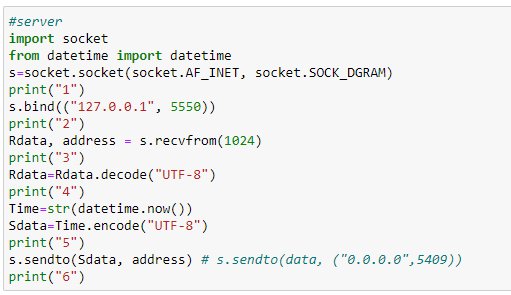 #server
import socket
from datetime import datetime
s=socket.socket(socket.AF_INET, socket.SOCK_DGRAM)
print("1")
s.bind(("127.0.0.1", 5550))
print("2")
Rdata, address = s.recvfrom(1024)
print("3")
Rdata=Rdata.decode("UTF-8")
print("4")
Time=str(datetime.now())
Sdata=Time.encode("UTF-8")
print("5")
s.sendto(Sdata, address) # s.sendto(data, ("0.0.0.0",5409))
print("6")